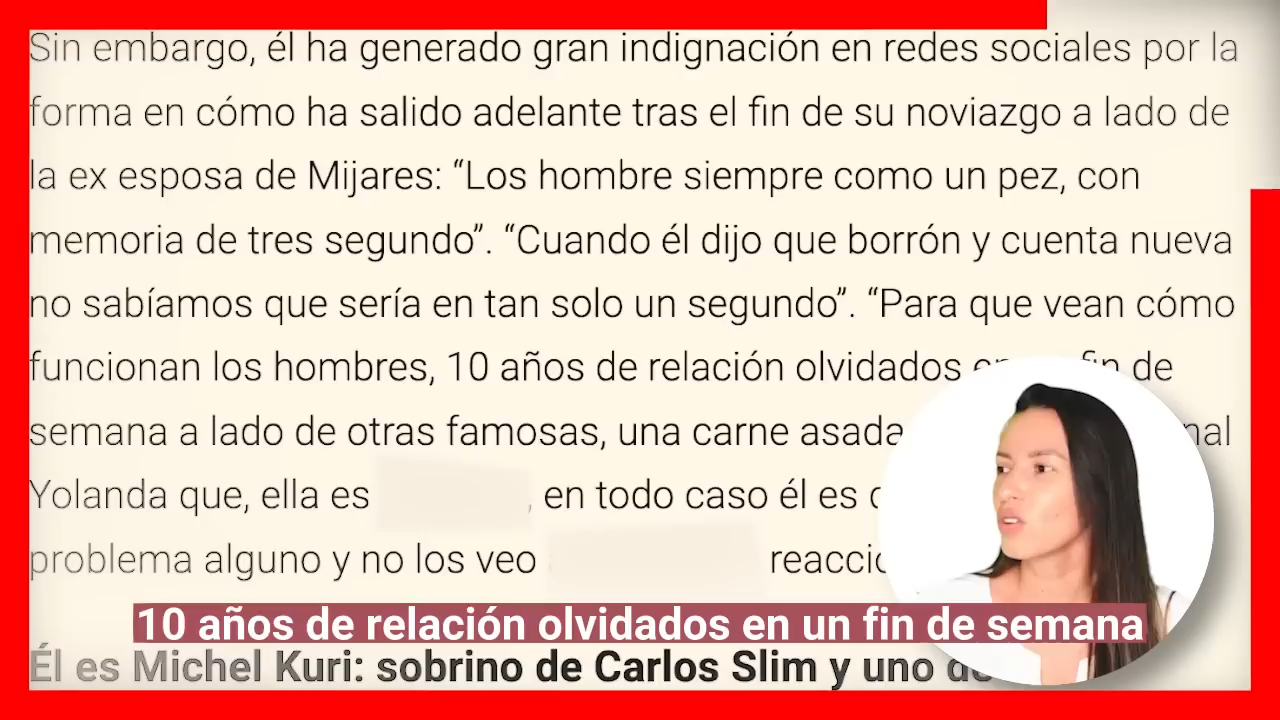 Sin embargo, él ha generado gran indignación en redes sociales por la
forma en cómo ha salido adelante tras el fin de su noviazgo a lado de
la ex esposa de Mijares: “Los hombre siempre como un pez, con
memoria de tres segundo”. “Cuando él dijo que borrón y cuenta nueva
no sabíamos que sería en tan solo un segundo”. “Para que vean cómo
funcionan los hombres, 10 años de relación olvidados fin de
semana a lado de otras famosas, una carne asada
Yolanda que, ella es , en todo caso él es
problema alguno y no los veo
10 años de relación olvidados en un fin de semana
Él es Michel Kuri: sobrino de Carlos Slim y uno de